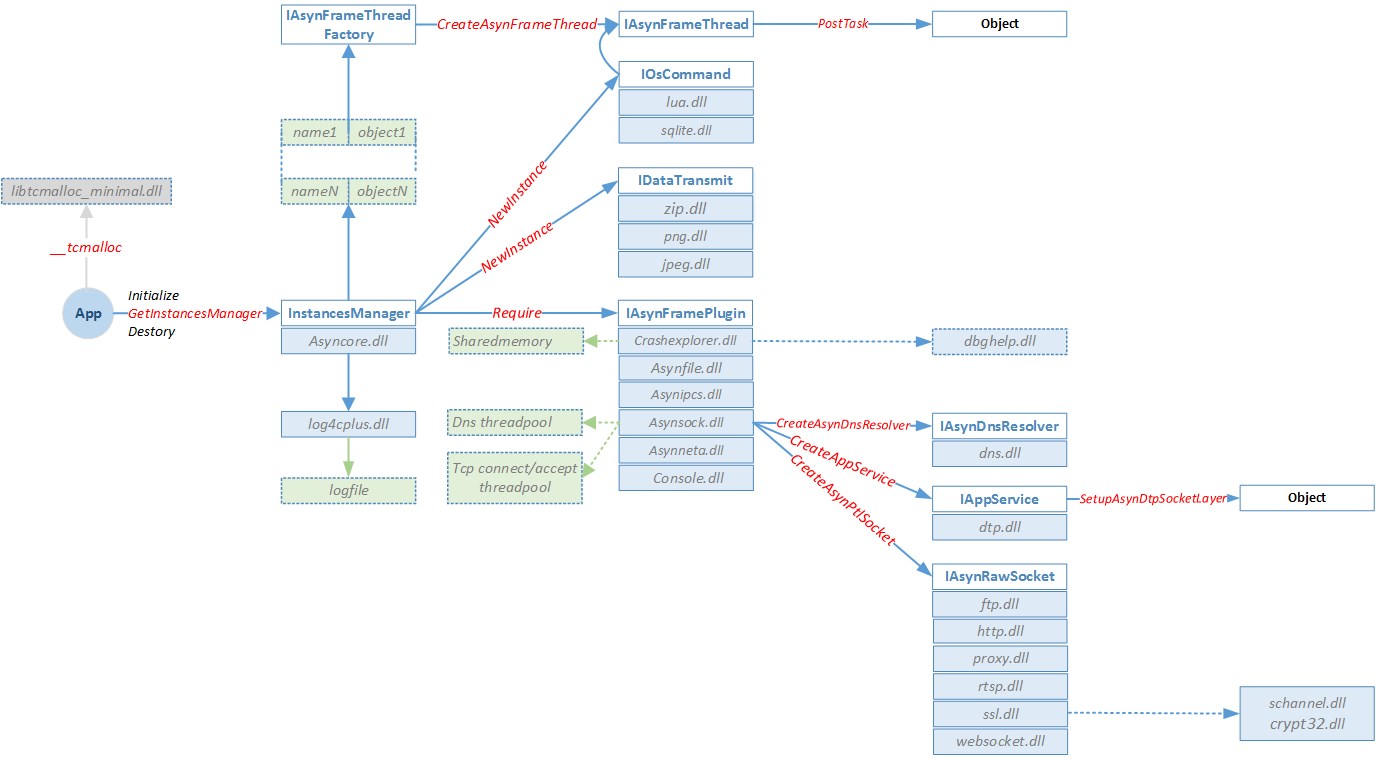 IAsynFrameThread
Factory
CreateAsynFrameThread
IAsynFrameThread
PostTask
Object
IOsCommand
lua.dll
sqlite.dll
name1 object1
nameN objectN
libtcmalloc_minimal.dll
__tcmalloc
NewInstance
NewInstance
IDataTransmit
zip.dll
png.dll
jpeg.dll
App
Initialize
GetInstancesManager
Destory
InstancesManager
Asyncore.dll
Require
IAsynFramePlugin
Crashexplorer.dll
Asynfile.dll
Asynipcs.dll
Asynsock.dll
Asynneta.dll
Console.dll
Sharedmemory
dbghelp.dll
log4cplus.dll
logfile
Dns threadpool
Tcp connect/accept
threadpool
CreateAsynDnsResolver
CreateAppService
CreateAsynPtlSocket
IAsynDnsResolver
dns.dll
IAppService
dtp.dll
SetupAsynDtpSocketLayer
Object
IAsynRawSocket
ftp.dll
http.dll
proxy.dll
rtsp.dll
ssl.dll
websocket.dll
schannel.dll
crypt32.dll